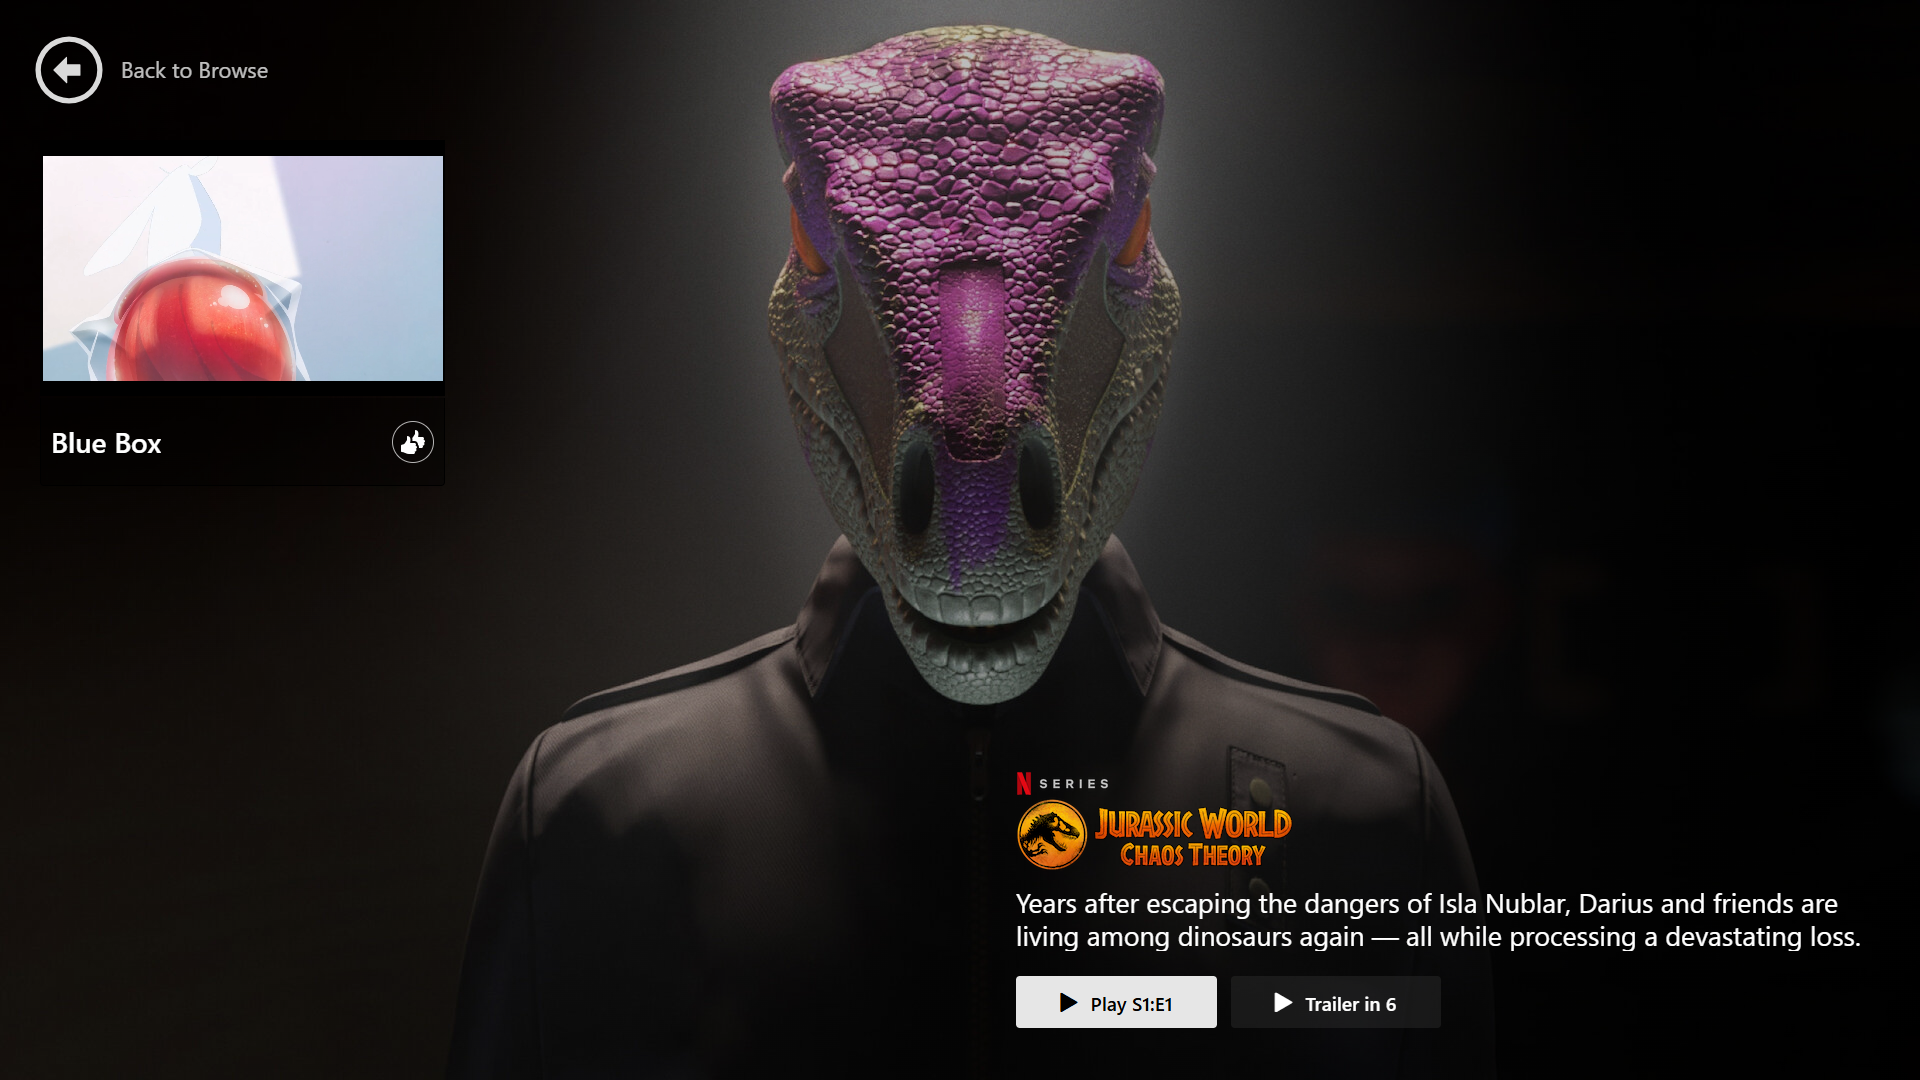 Back to Browse
Blue Box
N SERIES
JURASSIC WORLD
CHAOS THEORY
Years after escaping the dangers of Isla Nublar, Darius and friends are
living among dinosaurs again — all while processing a devastating loss.
Play S1:E1
Trailer in 6